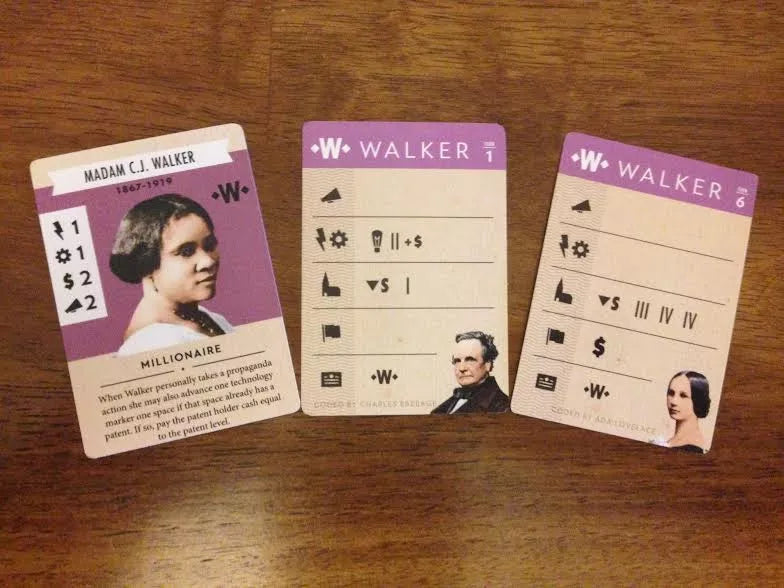 MADAM C.J. WALKER
1867-1919
W
1
1
$ 2
2
MILLIONAIRE
When Walker personally takes a propaganda
action she may also advance one technology
marker one space if that space already has a
patent. If so, pay the patent holder cash equal
to the patent level.
W WALKER TURN 1
II + $
$ I
W
CODED BY CHARLES BABBAGE
W WALKER TURN 6
$ III IV IV
$
W
CODED BY ADA LOVELACE